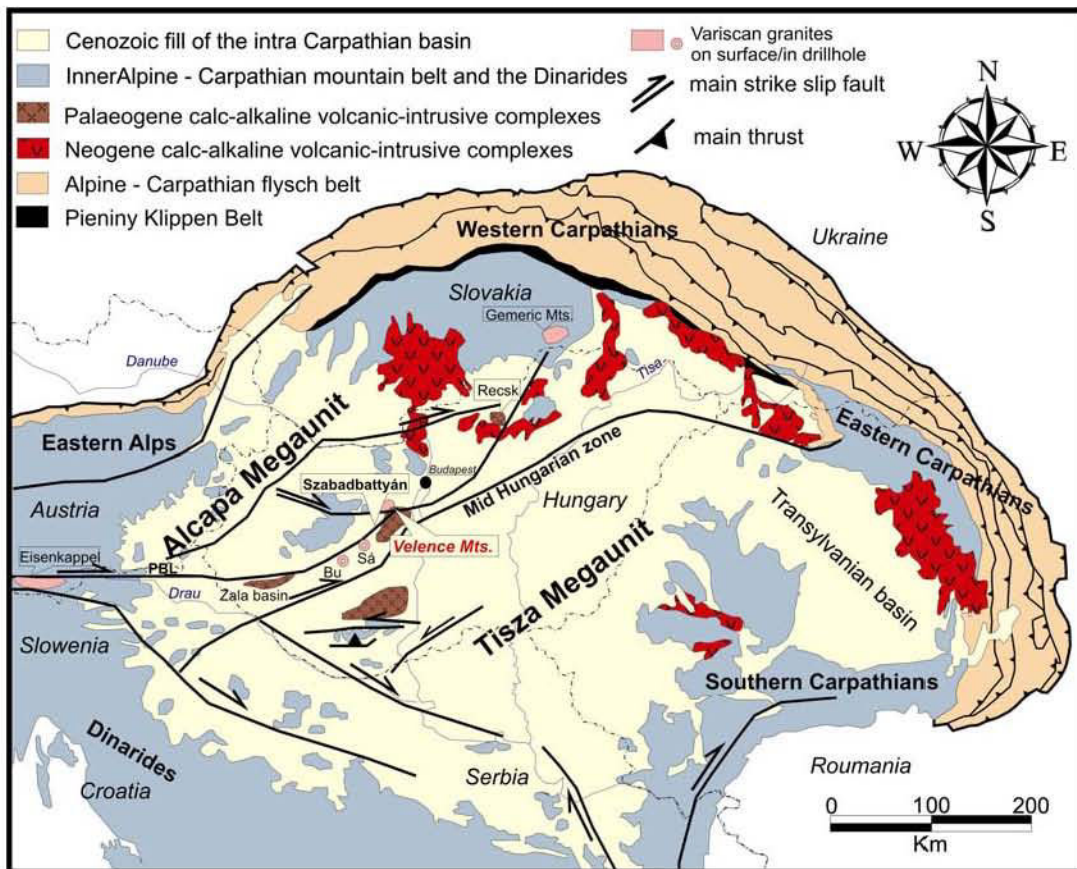 Cenozoic fill of the intra Carpathian basin
InnerAlpine - Carpathian mountain belt and the Dinarides
Palaeogene calc-alkaline volcanic-intrusive complexes
Neogene calc-alkaline volcanic-intrusive complexes
Alpine - Carpathian flysch belt
Pieniny Klippen Belt
Variscan granites
on surface/in drillhole
main strike slip fault
main thrust
N
W
E
S
Western Carpathians
Ukraine
Slovakia
Gemeric Mts.
Danube
Tisa
Recsk
Eastern Alps
Alcapa Megaunit
Eastern Carpathians
Budapest
Mid Hungarian zone
Szabadbattyán
Hungary
Austria
Velence Mts.
Transylvanian basin
Eisenkappel
PBL
Sá
Bu
Zala basin
Drau
Tisza Megaunit
Slowenia
Southern Carpathians
Dinarides
Croatia
Serbia
Roumania
0 100 200
Km